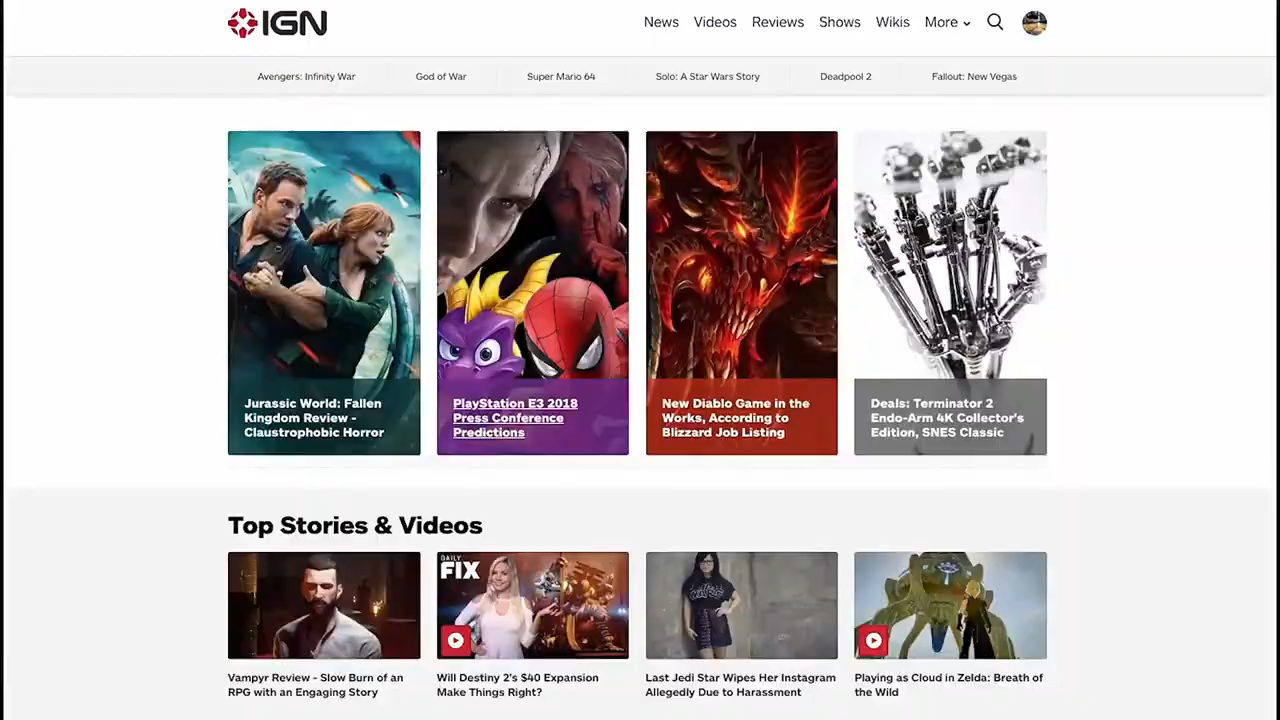 IGN
News Videos Reviews Shows Wikis More
Avengers: Infinity War God of War Super Mario 64 Solo: A Star Wars Story Deadpool 2 Fallout: New Vegas
Jurassic World: Fallen
Kingdom Review -
Claustrophobic Horror
PlayStation E3 2018
Press Conference
Predictions
New Diablo Game in the
Works, According to
Blizzard Job Listing
Deals: Terminator 2
Endo-Arm 4K Collector's
Edition, SNES Classic
Top Stories & Videos
DAILY
FIX
Vampyr Review - Slow Burn of an
RPG with an Engaging Story
Will Destiny 2's $40 Expansion
Make Things Right?
Last Jedi Star Wipes Her Instagram
Allegedly Due to Harassment
Playing as Cloud in Zelda: Breath of
the Wild